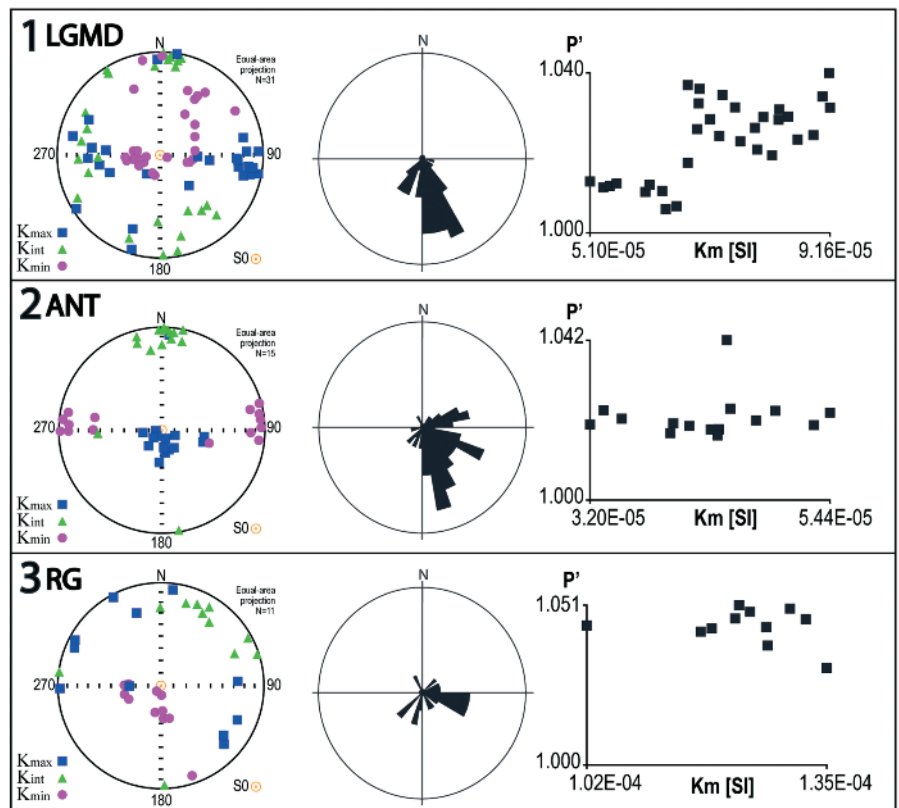 1 LGMD
N
Equal-area
projection
N=31
270
90
180
Kmax
Kint
Kmin
S0
N
P'
1.040
1.000
5.10E-05
Km [SI]
9.16E-05
2 ANT
N
Equal-area
projection
N=15
270
90
180
Kmax
Kint
Kmin
S0
N
P'
1.042
1.000
3.20E-05
Km [SI]
5.44E-05
3 RG
N
Equal-area
projection
N=11
270
90
180
Kmax
Kint
Kmin
S0
N
P'
1.051
1.000
1.02E-04
Km [SI]
1.35E-04